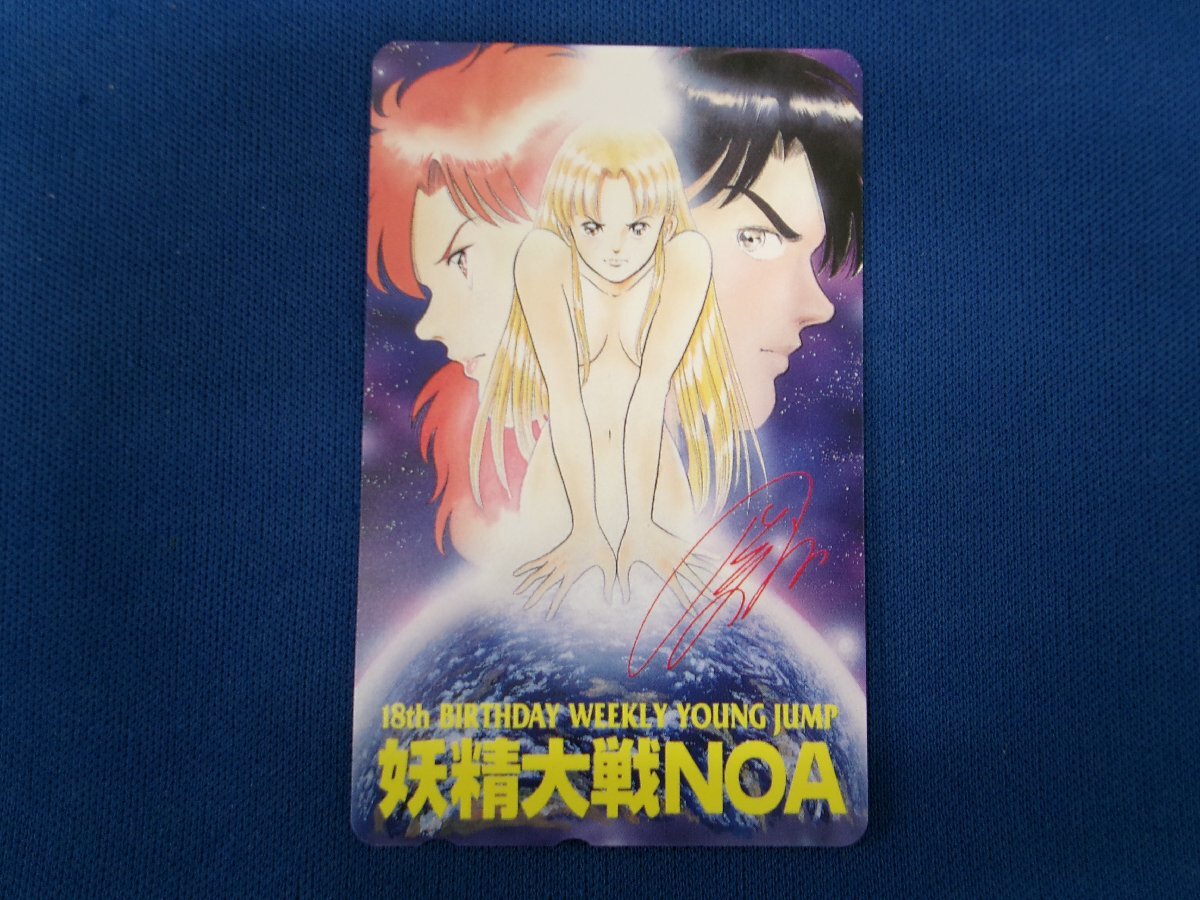 18th BIRTHDAY WEEKLY YOUNG JUMP
妖精大戦NOA